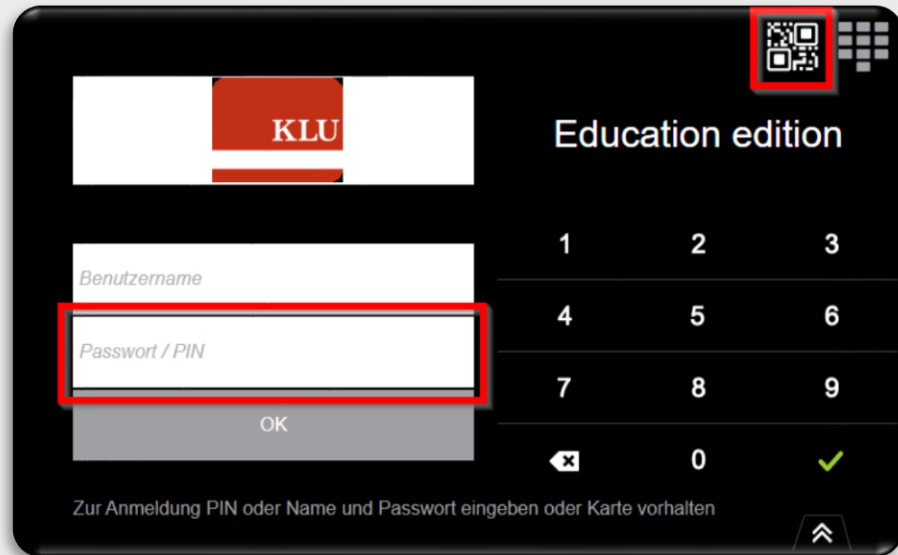 KLU
Education edition
Benutzername
Passwort / PIN
OK
1 2 3
4 5 6
7 8 9
0
Zur Anmeldung PIN oder Name und Passwort eingeben oder Karte vorhalten